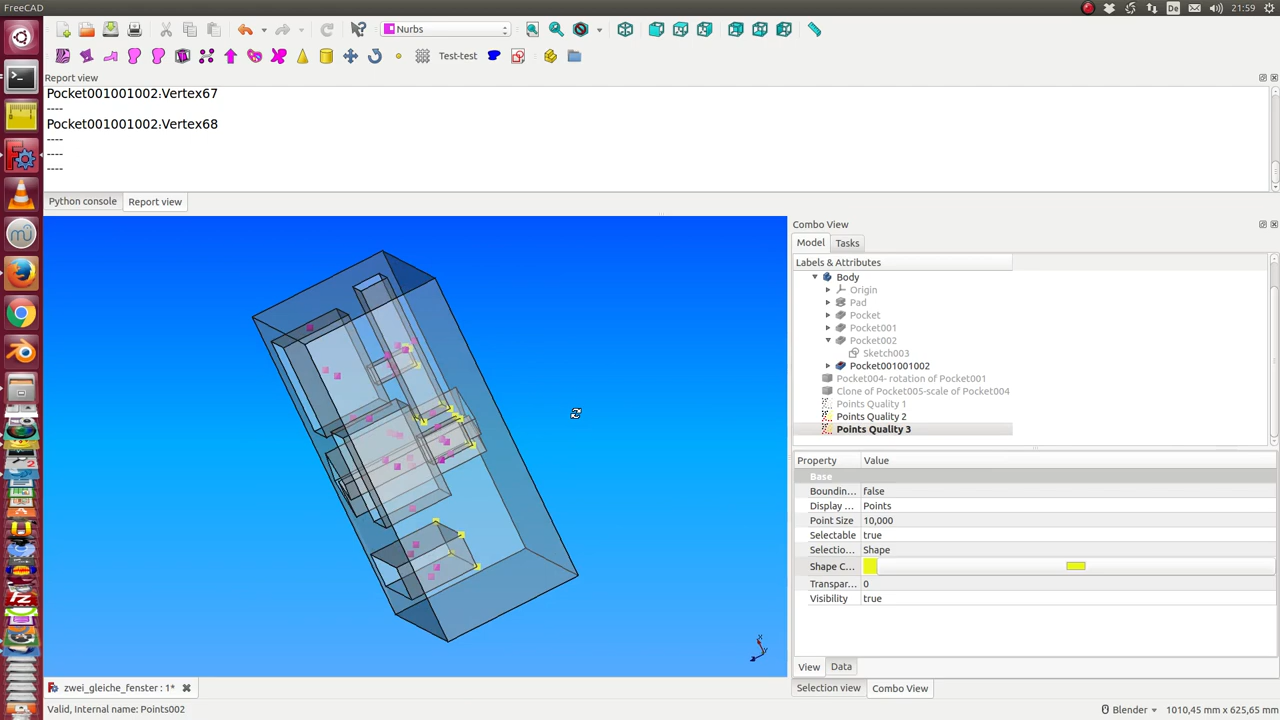 FreeCAD
21:59
Nurbs
Test-test
Report view
Pocket001001002:Vertex67
----
Pocket001001002:Vertex68
----
----
----
Python console
Report view
Combo View
Model
Tasks
Labels & Attributes
Body
Origin
Pad
Pocket
Pocket001
Pocket002
Sketch003
Pocket001001002
Pocket004- rotation of Pocket001
Clone of Pocket005-scale of Pocket004
Points Quality 1
Points Quality 2
Points Quality 3
Property Value
Base
Boundin... false
Display ... Points
Point Size 10,000
Selectable true
Selectio... Shape
Shape C...
Transpar... 0
Visibility true
X
Y
View
Data
zwei_gleiche_fenster : 1*
Selection view
Combo View
Valid, Internal name: Points002
Blender
1010,45 mm x 625,65 mm